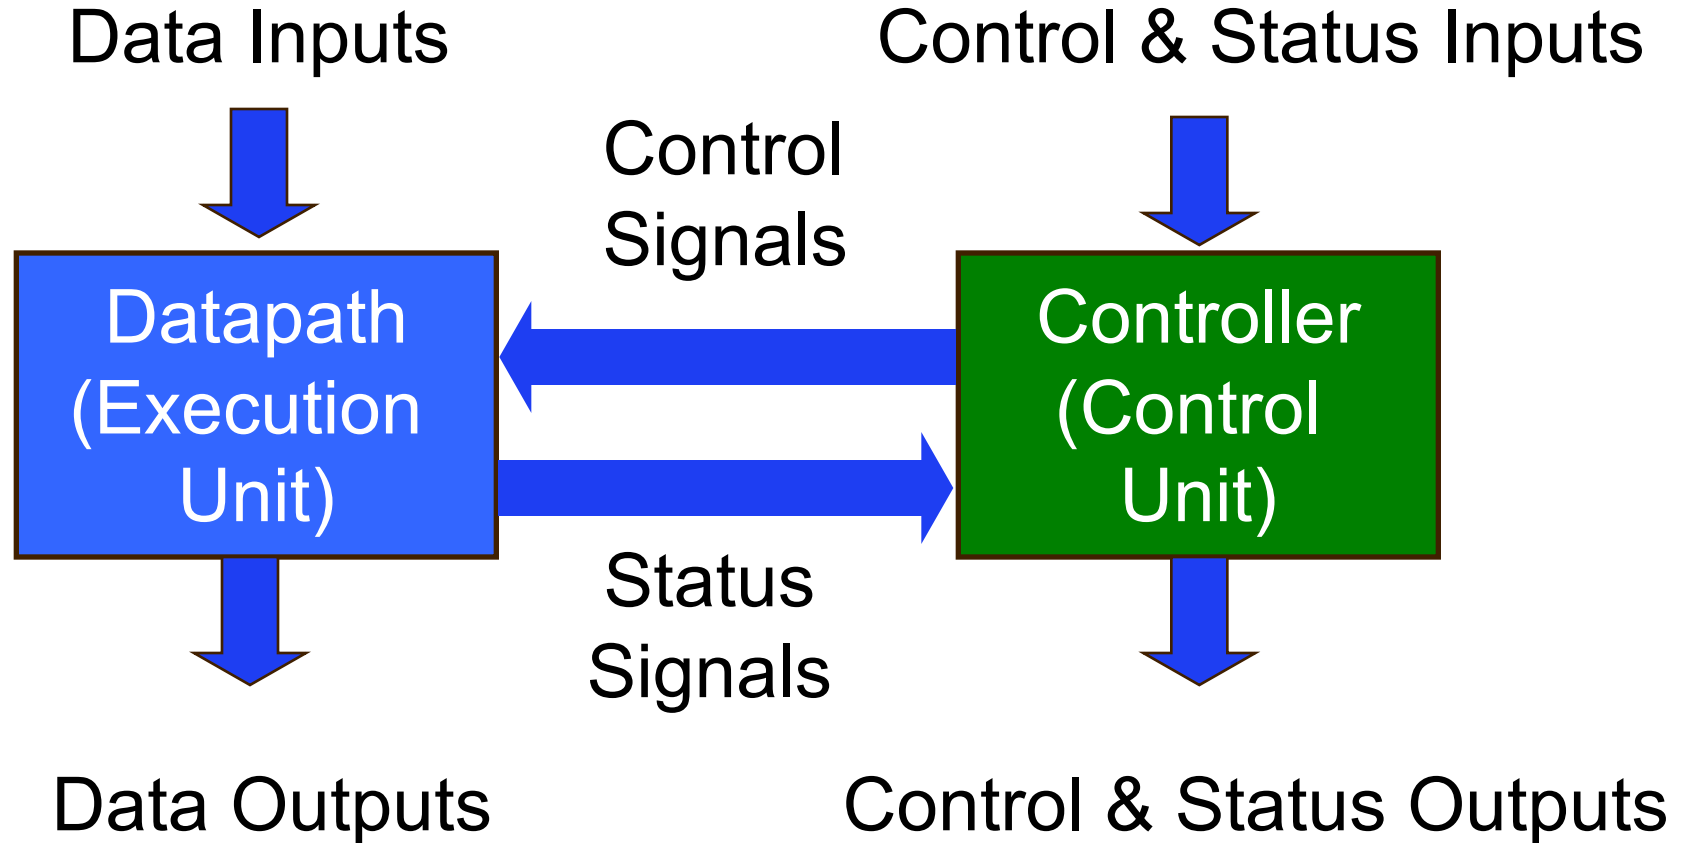 Data Inputs
Control & Status Inputs
Control
Signals
Datapath
(Execution
Unit)
Controller
(Control
Unit)
Status
Signals
Data Outputs
Control & Status Outputs